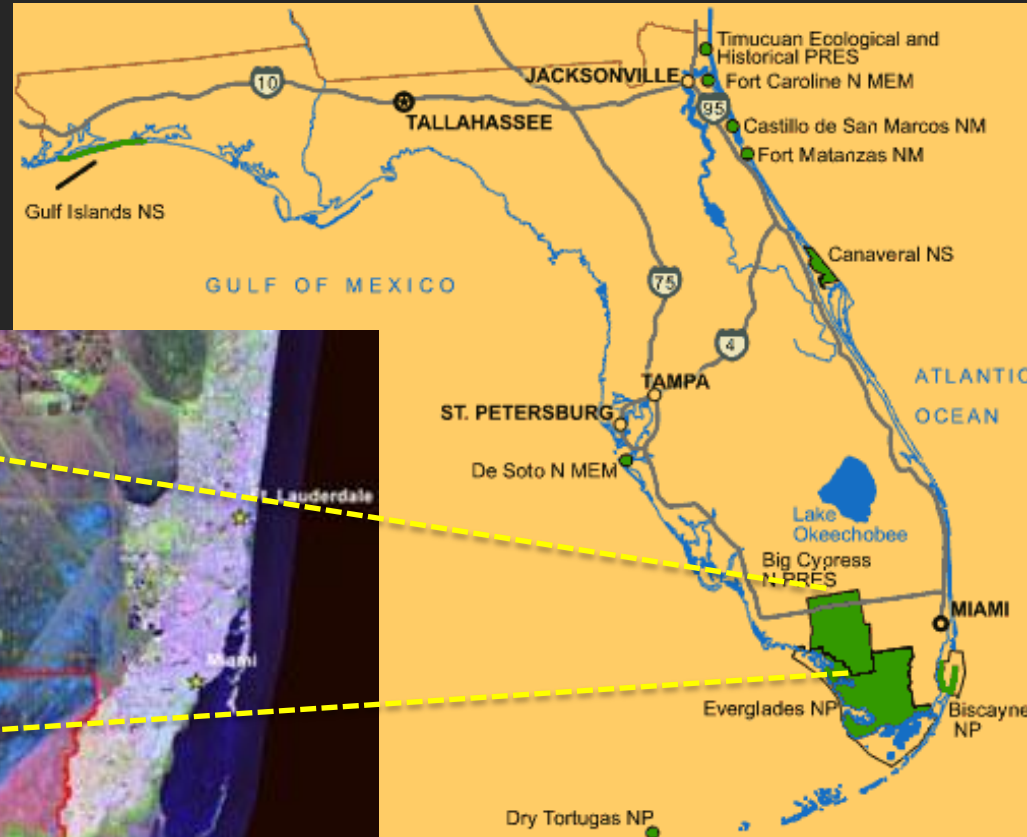 Timucuan Ecological and
Historical PRES
10
JACKSONVILLE
Fort Caroline N MEM
95
TALLAHASSEE
Castillo de San Marcos NM
Fort Matanzas NM
Gulf Islands NS
Canaveral NS
GULF OF MEXICO
75
4
ATLANTIC
OCEAN
TAMPA
ST. PETERSBURG
De Soto N MEM
Lauderdale
Lake
Okeechobee
Big Cypress
N PRES
MIAMI
Miami
Everglades NP
Biscayne
NP
Dry Tortugas NP